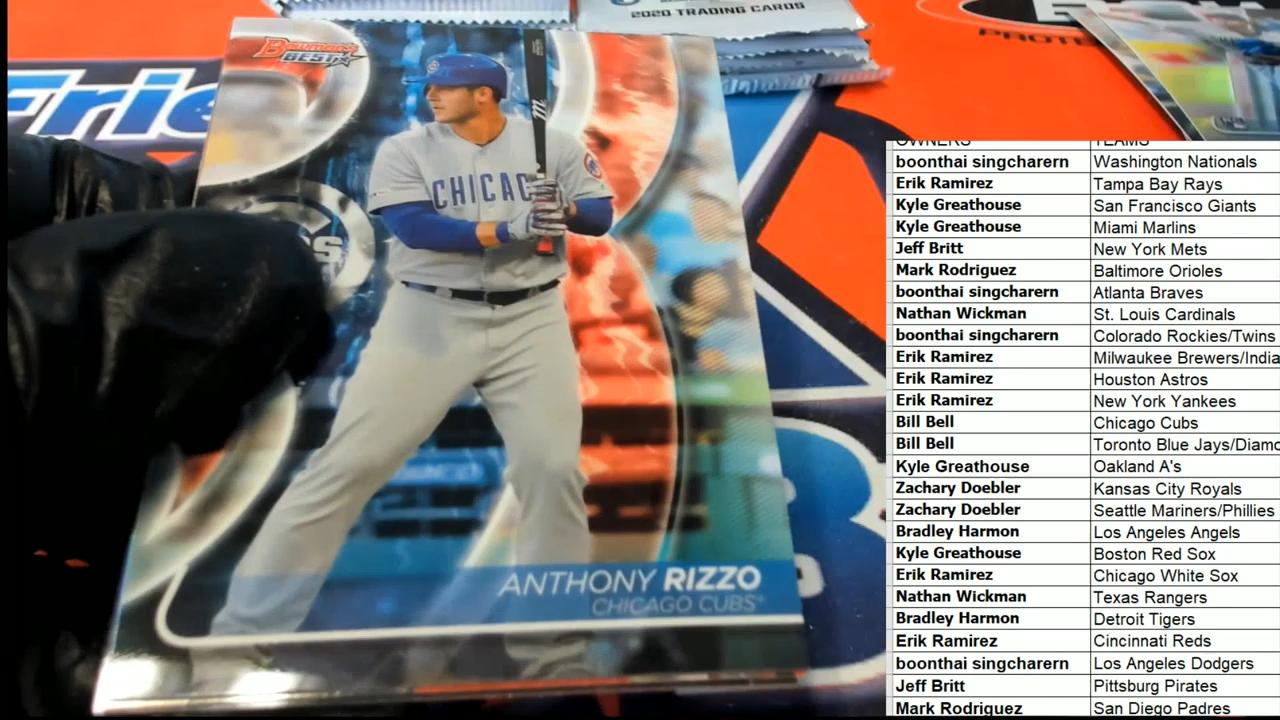 2020 TRADING CARDS
PROTE
Frie
BOWMAN'S
BEST
M
CHICAG
ANTHONY RIZZO
CHICAGO CUBS
OWNERS TEAMS
boonthai singcharern Washington Nationals
Erik Ramirez Tampa Bay Rays
Kyle Greathouse San Francisco Giants
Kyle Greathouse Miami Marlins
Jeff Britt New York Mets
Mark Rodriguez Baltimore Orioles
boonthai singcharern Atlanta Braves
Nathan Wickman St. Louis Cardinals
boonthai singcharern Colorado Rockies/Twins
Erik Ramirez Milwaukee Brewers/India
Erik Ramirez Houston Astros
Erik Ramirez New York Yankees
Bill Bell Chicago Cubs
Bill Bell Toronto Blue Jays/Diamo
Kyle Greathouse Oakland A's
Zachary Doebler Kansas City Royals
Zachary Doebler Seattle Mariners/Phillies
Bradley Harmon Los Angeles Angels
Kyle Greathouse Boston Red Sox
Erik Ramirez Chicago White Sox
Nathan Wickman Texas Rangers
Bradley Harmon Detroit Tigers
Erik Ramirez Cincinnati Reds
boonthai singcharern Los Angeles Dodgers
Jeff Britt Pittsburg Pirates
Mark Rodriguez San Diego Padres